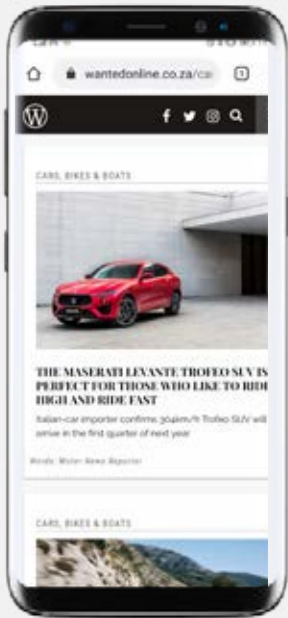 wantedonline.co.za/ca
W
CARS, BIKES & BOATS
THE MASERATI LEVANTE TROFEO SUV IS
PERFECT FOR THOSE WHO LIKE TO RIDE
HIGH AND RIDE FAST
Italian-car importer confirms 304km/h Trofeo SUV will
arrive in the first quarter of next year
Words: Motor News Reporter
CARS, BIKES & BOATS